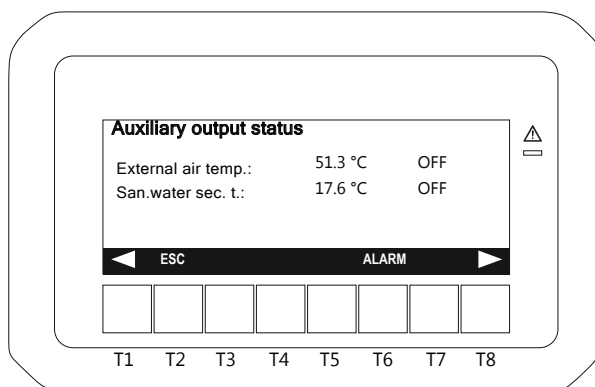 Auxiliary output status
External air temp.: 51.3 °C OFF
San.water sec. t.: 17.6 °C OFF
ESC ALARM
T1 T2 T3 T4 T5 T6 T7 T8